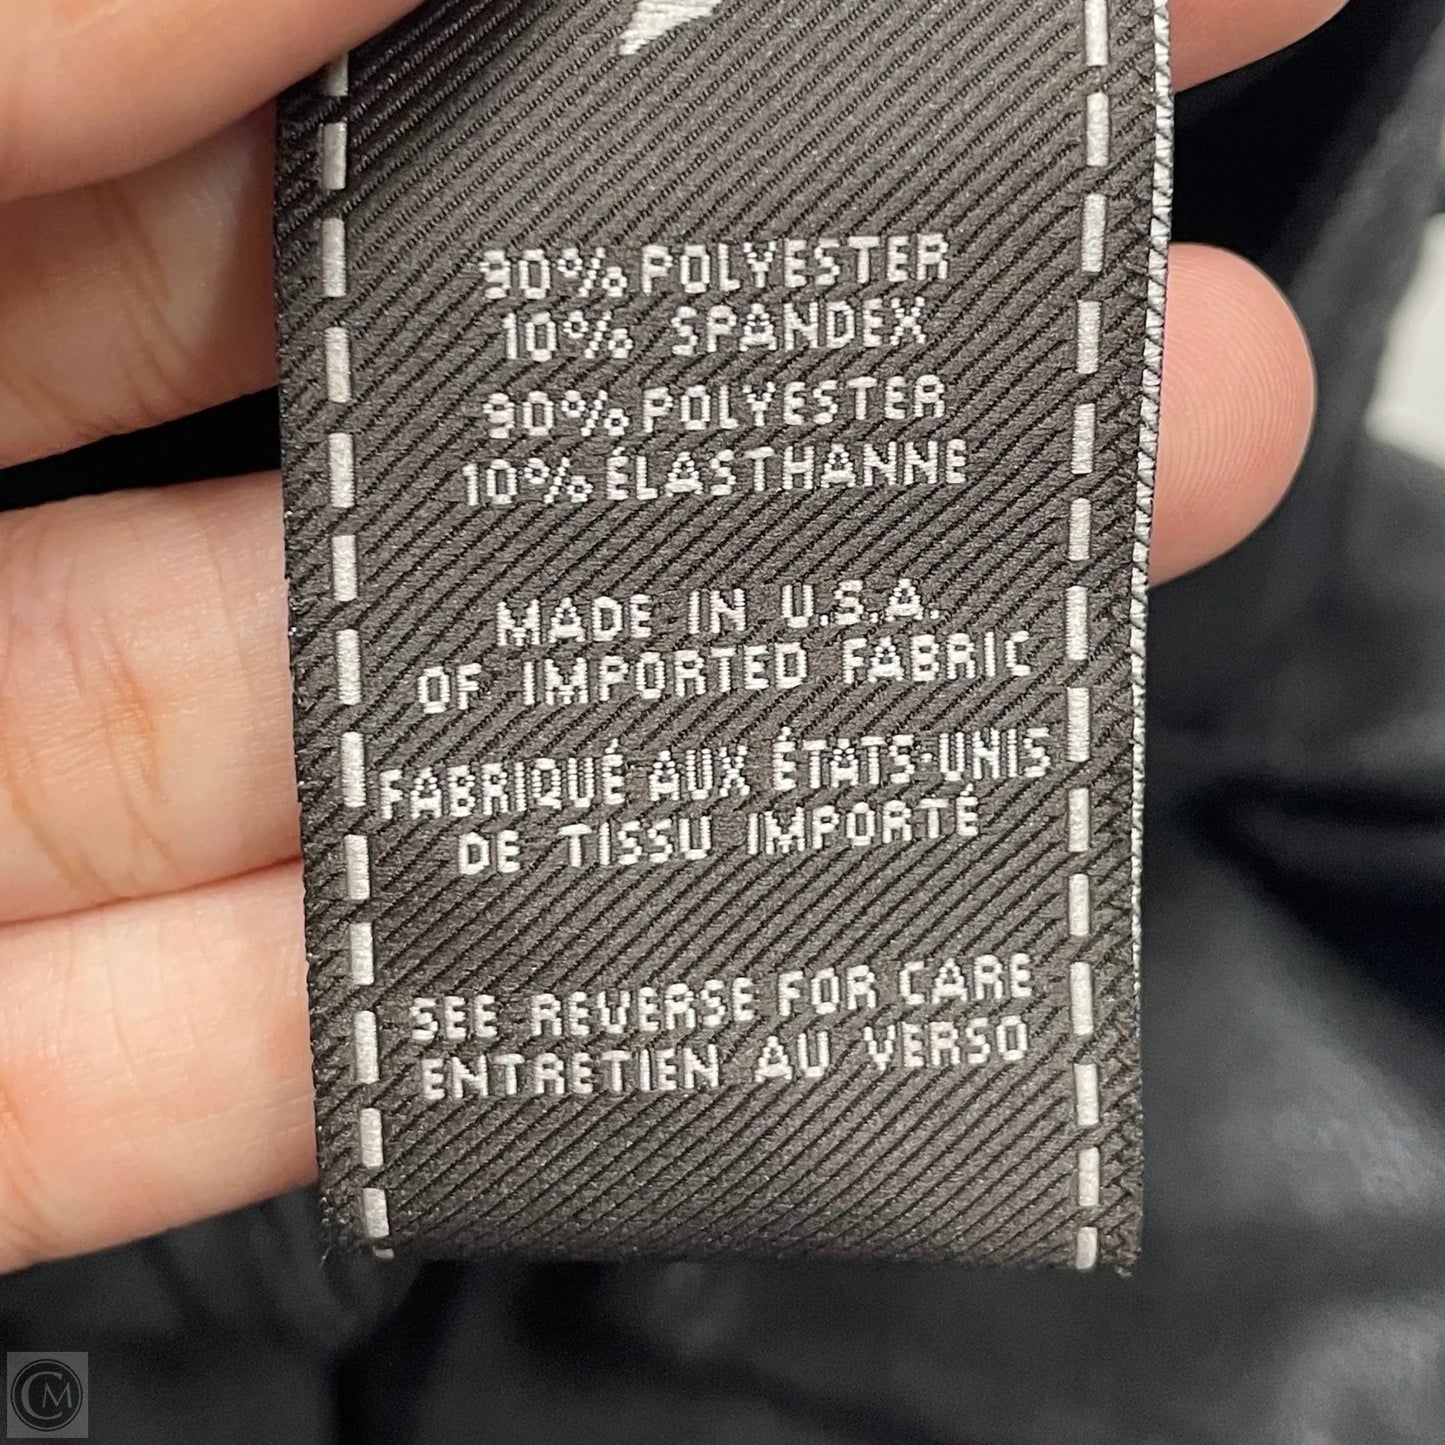 90% POLYESTER
10% SPANDEX
90% POLYESTER
10% ÉLASTHANNE
MADE IN U.S.A.
OF IMPORTED FABRIC
FABRIQUÉ AUX ÉTATS-UNIS
DE TISSU IMPORTÉ
SEE REVERSE FOR CARE
ENTRETIEN AU VERSO
CM